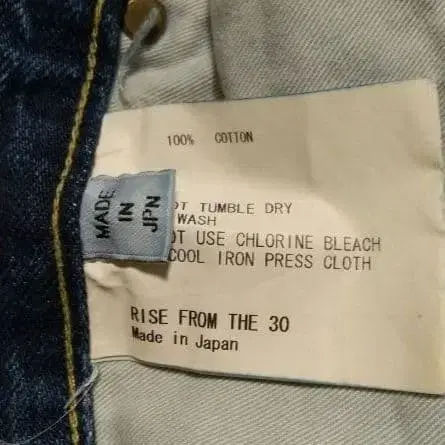 100% COTTON
MADE
IN
JPN
OT TUMBLE DRY
WASH
OT USE CHLORINE BLEACH
COOL IRON PRESS CLOTH
RISE FROM THE 30
Made in Japan